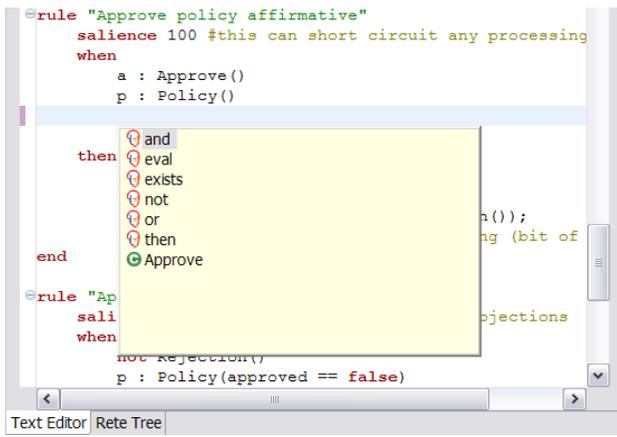 rule "Approve policy affirmative"
salience 100 #this can short circuit any processing
when
a : Approve()
p : Policy()
and
then
eval
exists
not
or
n());
then
ng (bit of
end
Approve
rule "Ap
sali
ojections
when
not Rejection()
p : Policy(approved == false)
Text Editor Rete Tree